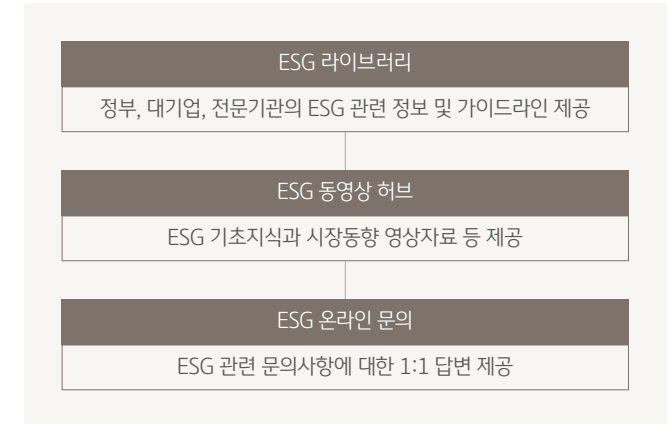 ESG 라이브러리
정부, 대기업, 전문기관의 ESG 관련 정보 및 가이드라인 제공
ESG 동영상 허브
ESG 기초지식과 시장동향 영상자료 등 제공
ESG 온라인 문의
ESG 관련 문의사항에 대한 1:1 답변 제공